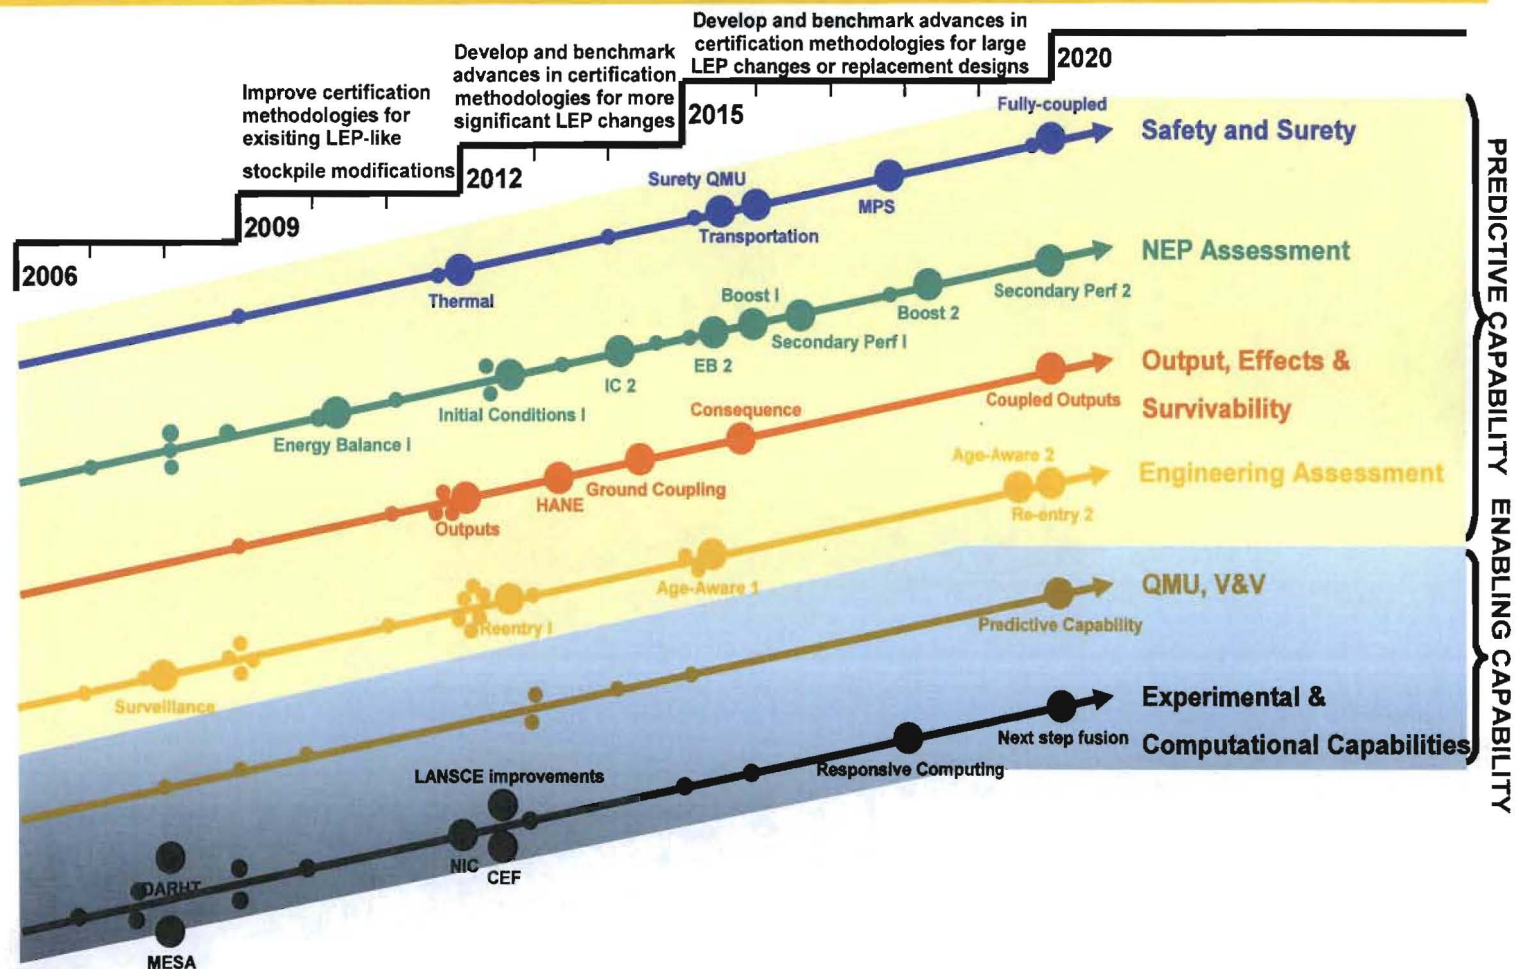 Develop and benchmark advances in
certification methodologies for large
LEP changes or replacement designs
2020
Develop and benchmark
advances in certification
methodologies for more
significant LEP changes
2015
Improve certification
methodologies for
exisiting LEP-like
stockpile modifications
2012
2009
2006
Fully-coupled
Safety and Surety
Surety QMU
MPS
Transportation
Thermal
NEP Assessment
Secondary Perf 2
Boost I
Boost 2
Secondary Perf I
EB 2
IC 2
Initial Conditions I
Energy Balance I
Output, Effects &
Survivability
Coupled Outputs
Consequence
Ground Coupling
HANE
Outputs
Engineering Assessment
Age-Aware 2
Re-entry 2
Age-Aware 1
Reentry I
Surveillance
QMU, V&V
Predictive Capability
Experimental &
Computational Capabilities
Next step fusion
Responsive Computing
LANSCE improvements
NIC
CEF
DARHT
MESA
PREDICTIVE CAPABILITY
ENABLING CAPABILITY